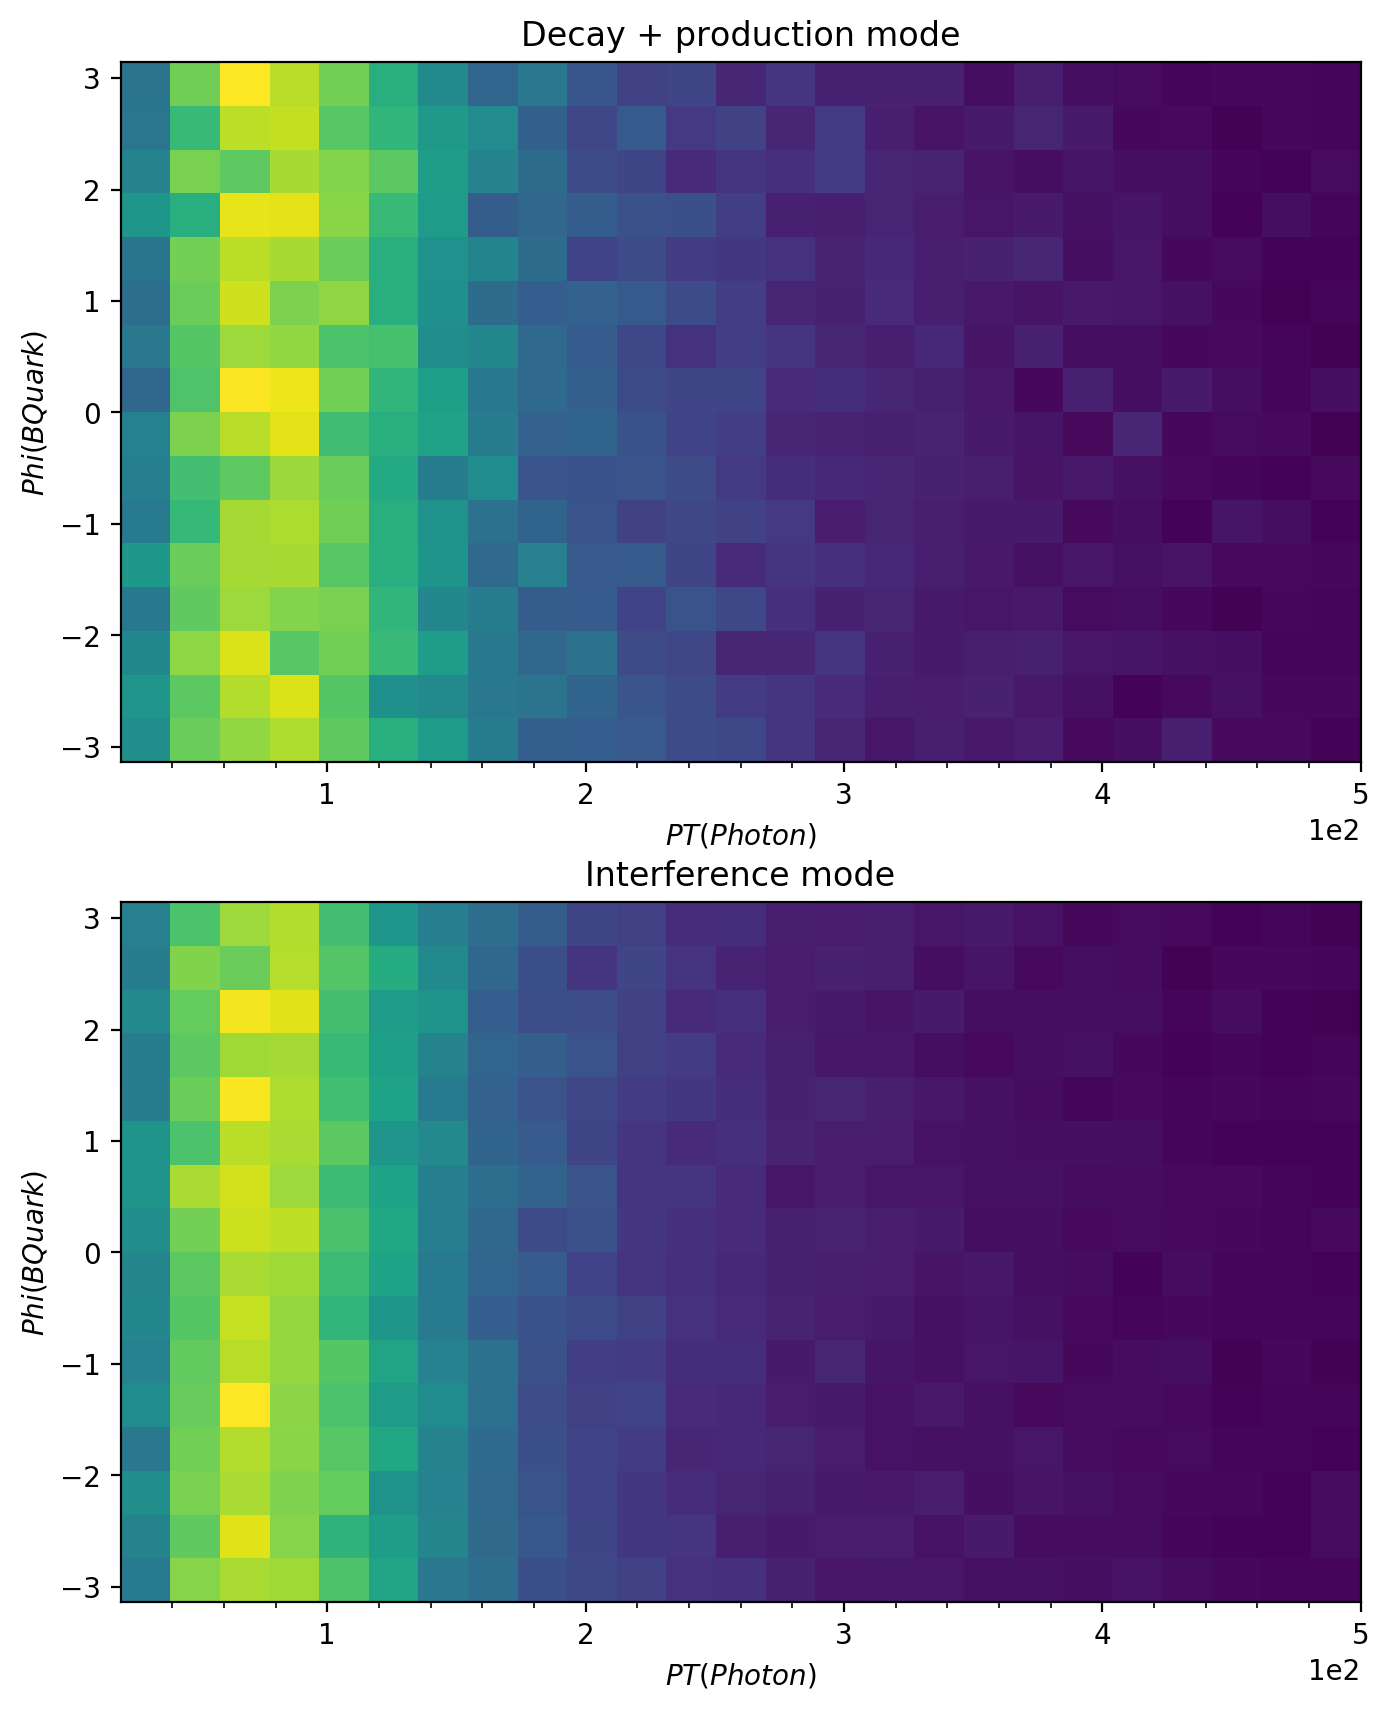 Decay + production mode
3
2
1
0
−1
−2
−3
Phi(BQuark)
1 2 3 4 5
PT(Photon)
1e2
Interference mode
3
2
1
0
−1
−2
−3
Phi(BQuark)
1 2 3 4 5
PT(Photon)
1e2